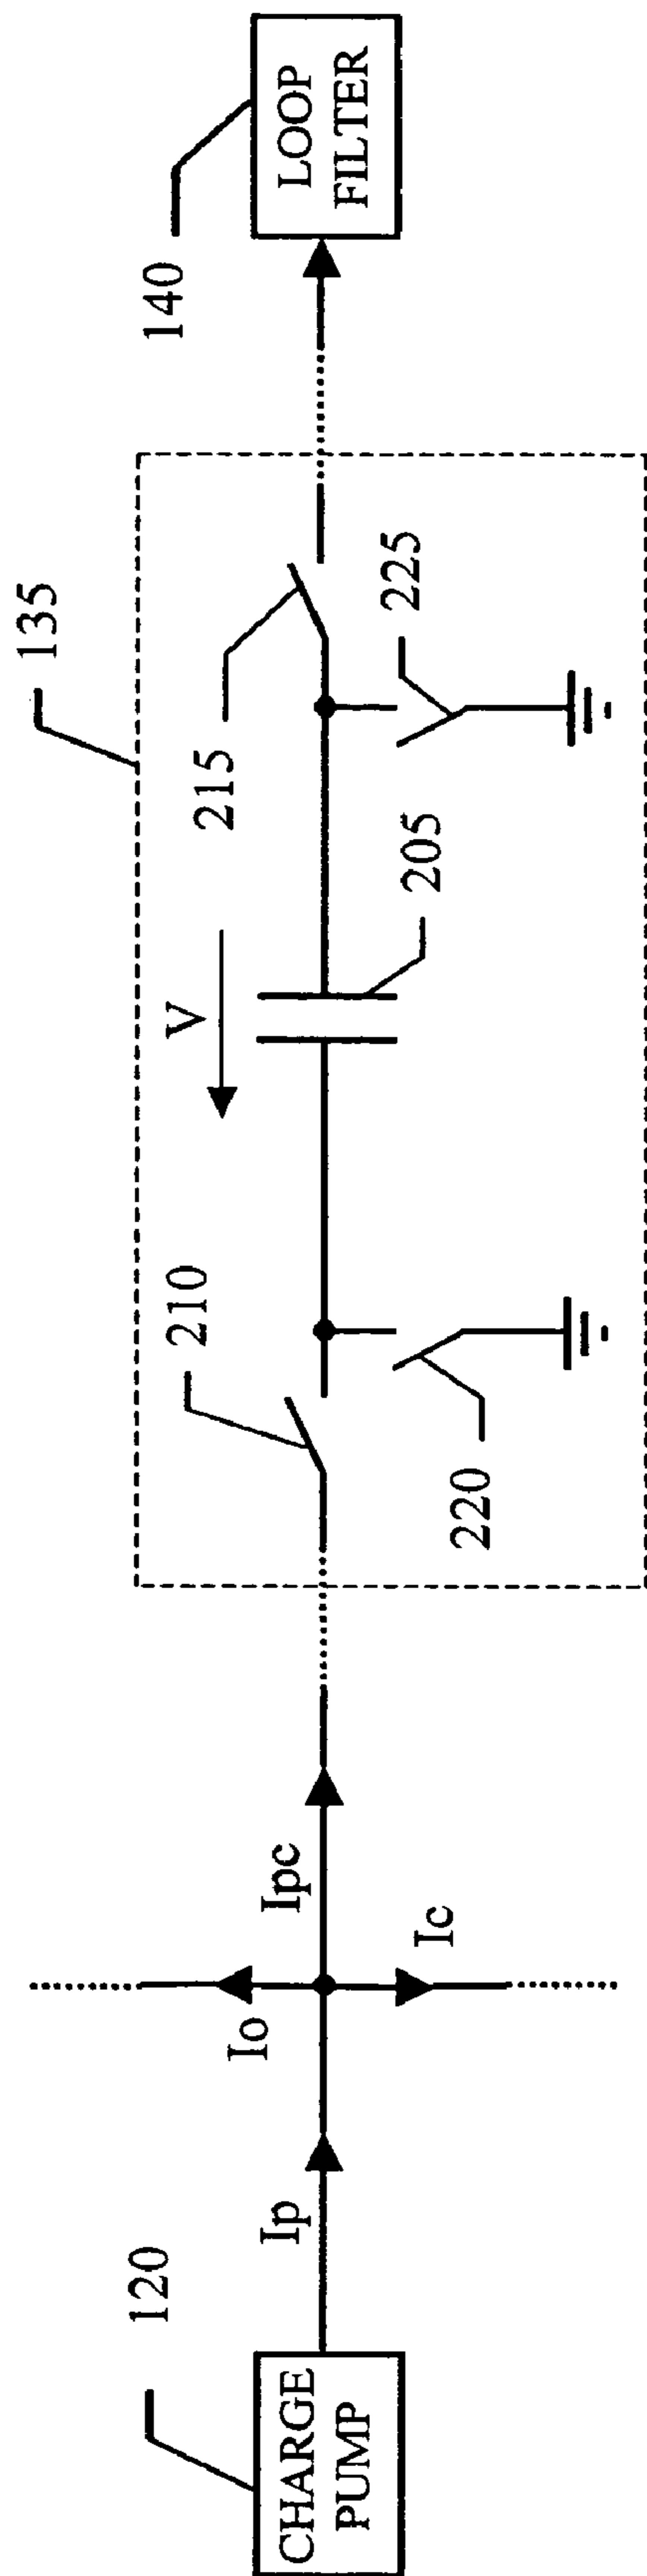 135
140
LOOP
FILTER
V
215
225
205
210
220
Ipc
Io
Ic
Ip
120
CHARGE
PUMP